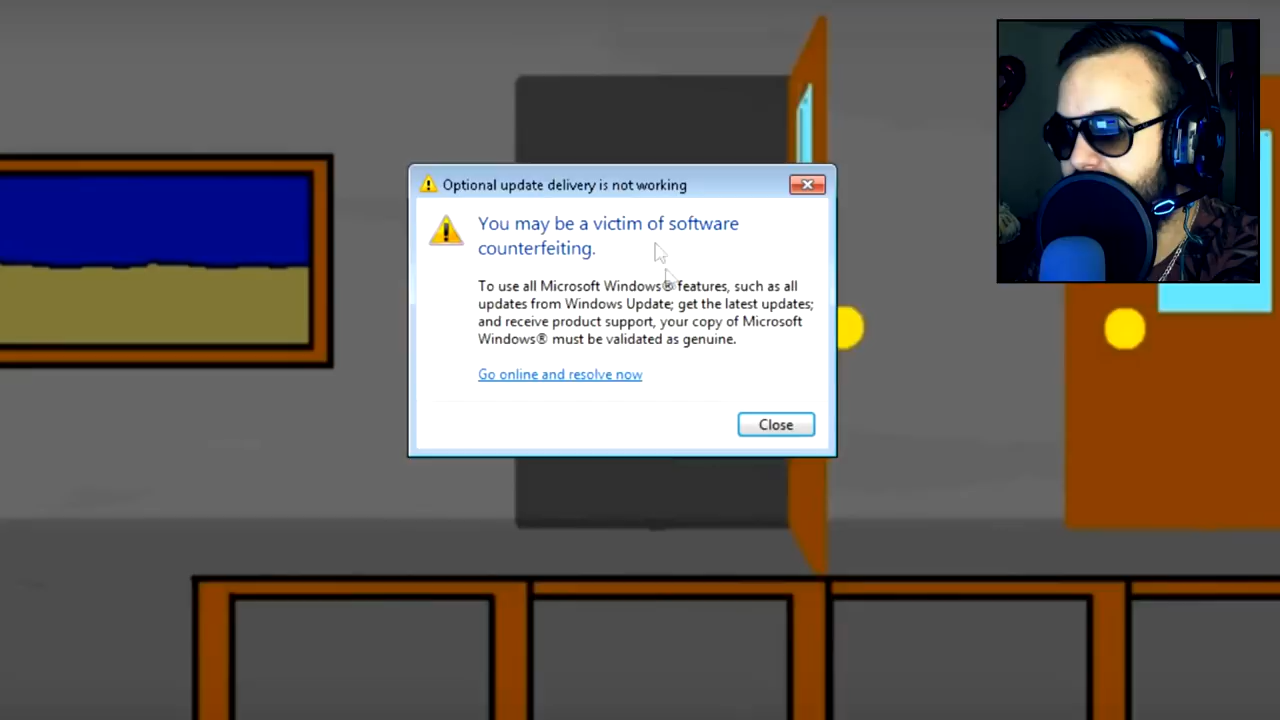 Optional update delivery is not working
You may be a victim of software
counterfeiting.
To use all Microsoft Windows® features, such as all
updates from Windows Update; get the latest updates;
and receive product support, your copy of Microsoft
Windows® must be validated as genuine.
Go online and resolve now
Close